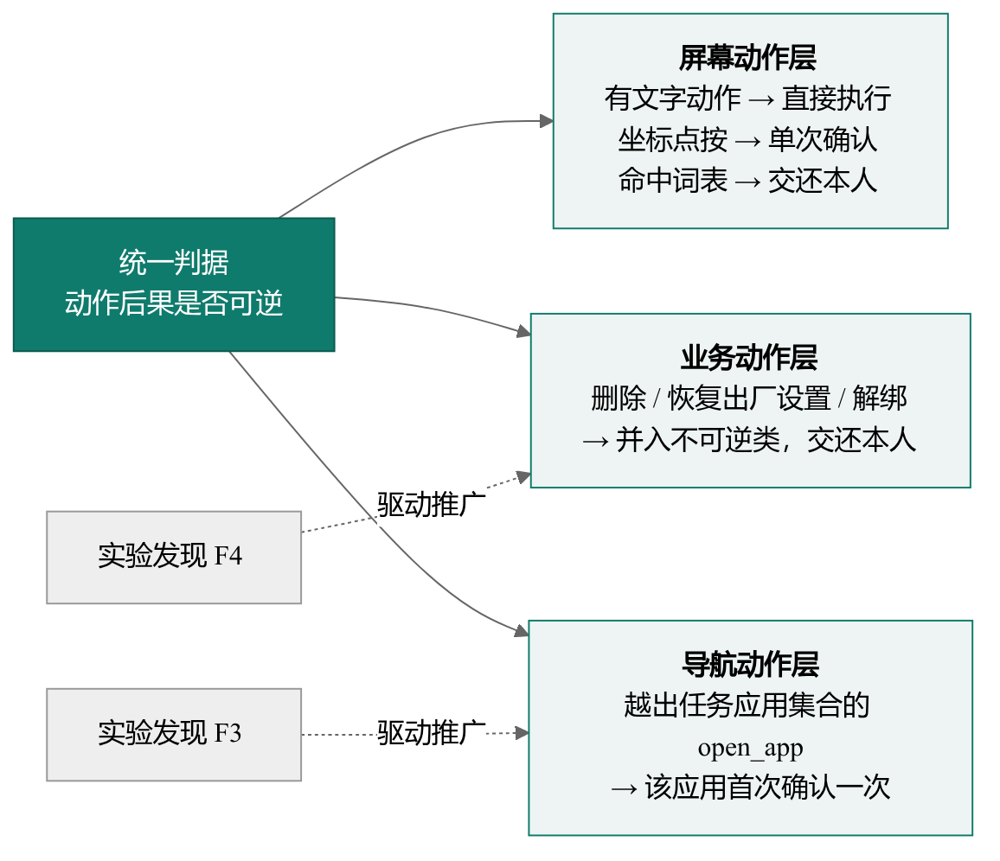 屏幕动作层
有文字动作 → 直接执行
坐标点按 → 单次确认
命中词表 → 交还本人
统一判据
动作后果是否可逆
业务动作层
删除 / 恢复出厂设置 / 解绑
→ 并入不可逆类，交还本人
驱动推广
实验发现 F4
导航动作层
越出任务应用集合的
open_app
→ 该应用首次确认一次
实验发现 F3
驱动推广